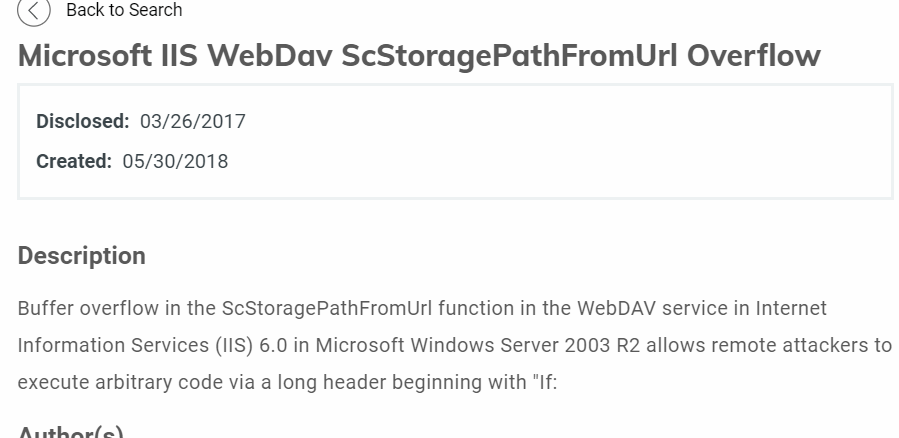 Back to Search
Microsoft IIS WebDav ScStoragePathFromUrl Overflow
Disclosed: 03/26/2017
Created: 05/30/2018
Description
Buffer overflow in the ScStoragePathFromUrl function in the WebDAV service in Internet
Information Services (IIS) 6.0 in Microsoft Windows Server 2003 R2 allows remote attackers to
execute arbitrary code via a long header beginning with "If:
Author(s)